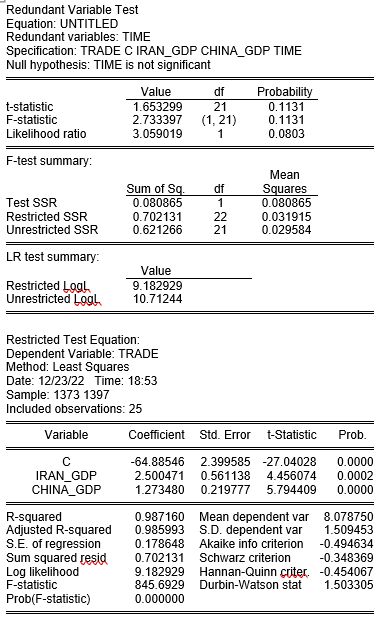 Redundant Variable Test
Equation: UNTITLED
Redundant variables: TIME
Specification: TRADE C IRAN_GDP CHINA_GDP TIME
Null hypothesis: TIME is not significant
Value df Probability
t-statistic 1.653299 21 0.1131
F-statistic 2.733397 (1, 21) 0.1131
Likelihood ratio 3.059019 1 0.0803
F-test summary:
Mean
Sum of Sq. df Squares
Test SSR 0.080865 1 0.080865
Restricted SSR 0.702131 22 0.031915
Unrestricted SSR 0.621266 21 0.029584
LR test summary:
Value
Restricted LogL 9.182929
Unrestricted LogL 10.71244
Restricted Test Equation:
Dependent Variable: TRADE
Method: Least Squares
Date: 12/23/22 Time: 18:53
Sample: 1373 1397
Included observations: 25
Variable Coefficient Std. Error t-Statistic Prob.
C -64.88546 2.399585 -27.04028 0.0000
IRAN_GDP 2.500471 0.561138 4.456074 0.0002
CHINA_GDP 1.273480 0.219777 5.794409 0.0000
R-squared 0.987160 Mean dependent var 8.078750
Adjusted R-squared 0.985993 S.D. dependent var 1.509453
S.E. of regression 0.178648 Akaike info criterion -0.494634
Sum squared resid 0.702131 Schwarz criterion -0.348369
Log likelihood 9.182929 Hannan-Quinn criter. -0.454067
F-statistic 845.6929 Durbin-Watson stat 1.503305
Prob(F-statistic) 0.000000